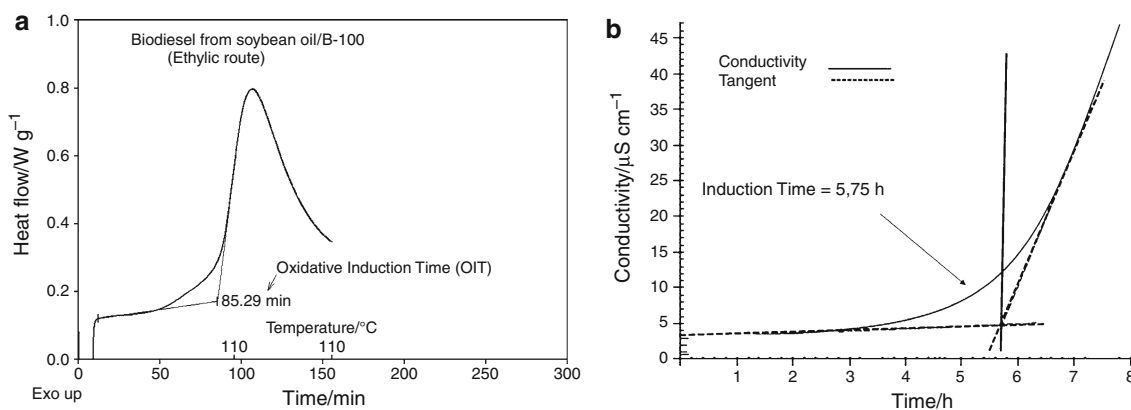 a
1.0
0.8
0.6
0.4
0.2
0.0
Heat flow/W g⁻¹
Biodiesel from soybean oil/B-100
(Ethylic route)
Oxidative Induction Time (OIT)
85.29 min
Temperature/°C
110 110
0 50 100 150 200 250 300
Exo up
Time/min
b
45
40
35
30
25
20
15
10
5
0
Conductivity/μS cm⁻¹
Conductivity
Tangent
Induction Time = 5,75 h
1 2 3 4 5 6 7 8
Time/h